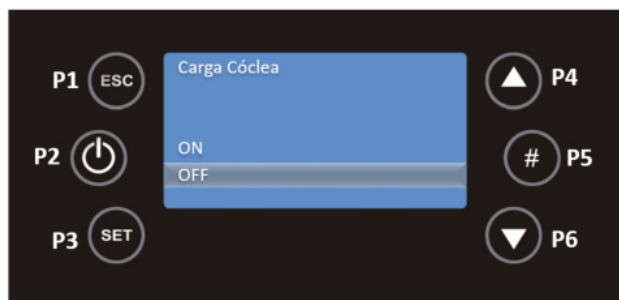 P1 ESC
Carga Cóclea
P4
P2
ON
# P5
OFF
P3 SET
P6